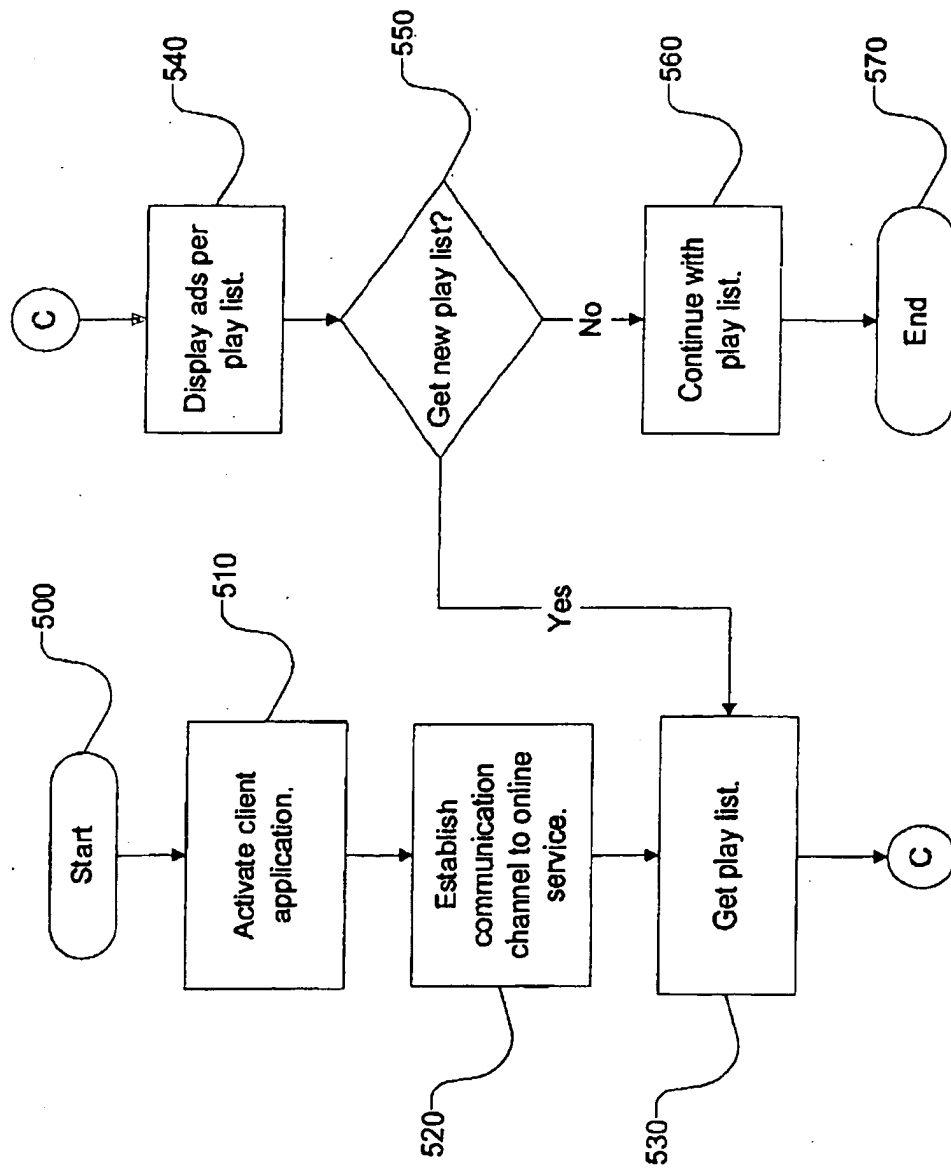 Start
500
Activate client
application.
510
Establish
communication
channel to online
service.
520
Get play list.
530
C
C
Display ads per
play list.
540
Get new play list?
550
Yes
No
Continue with
play list.
560
End
570